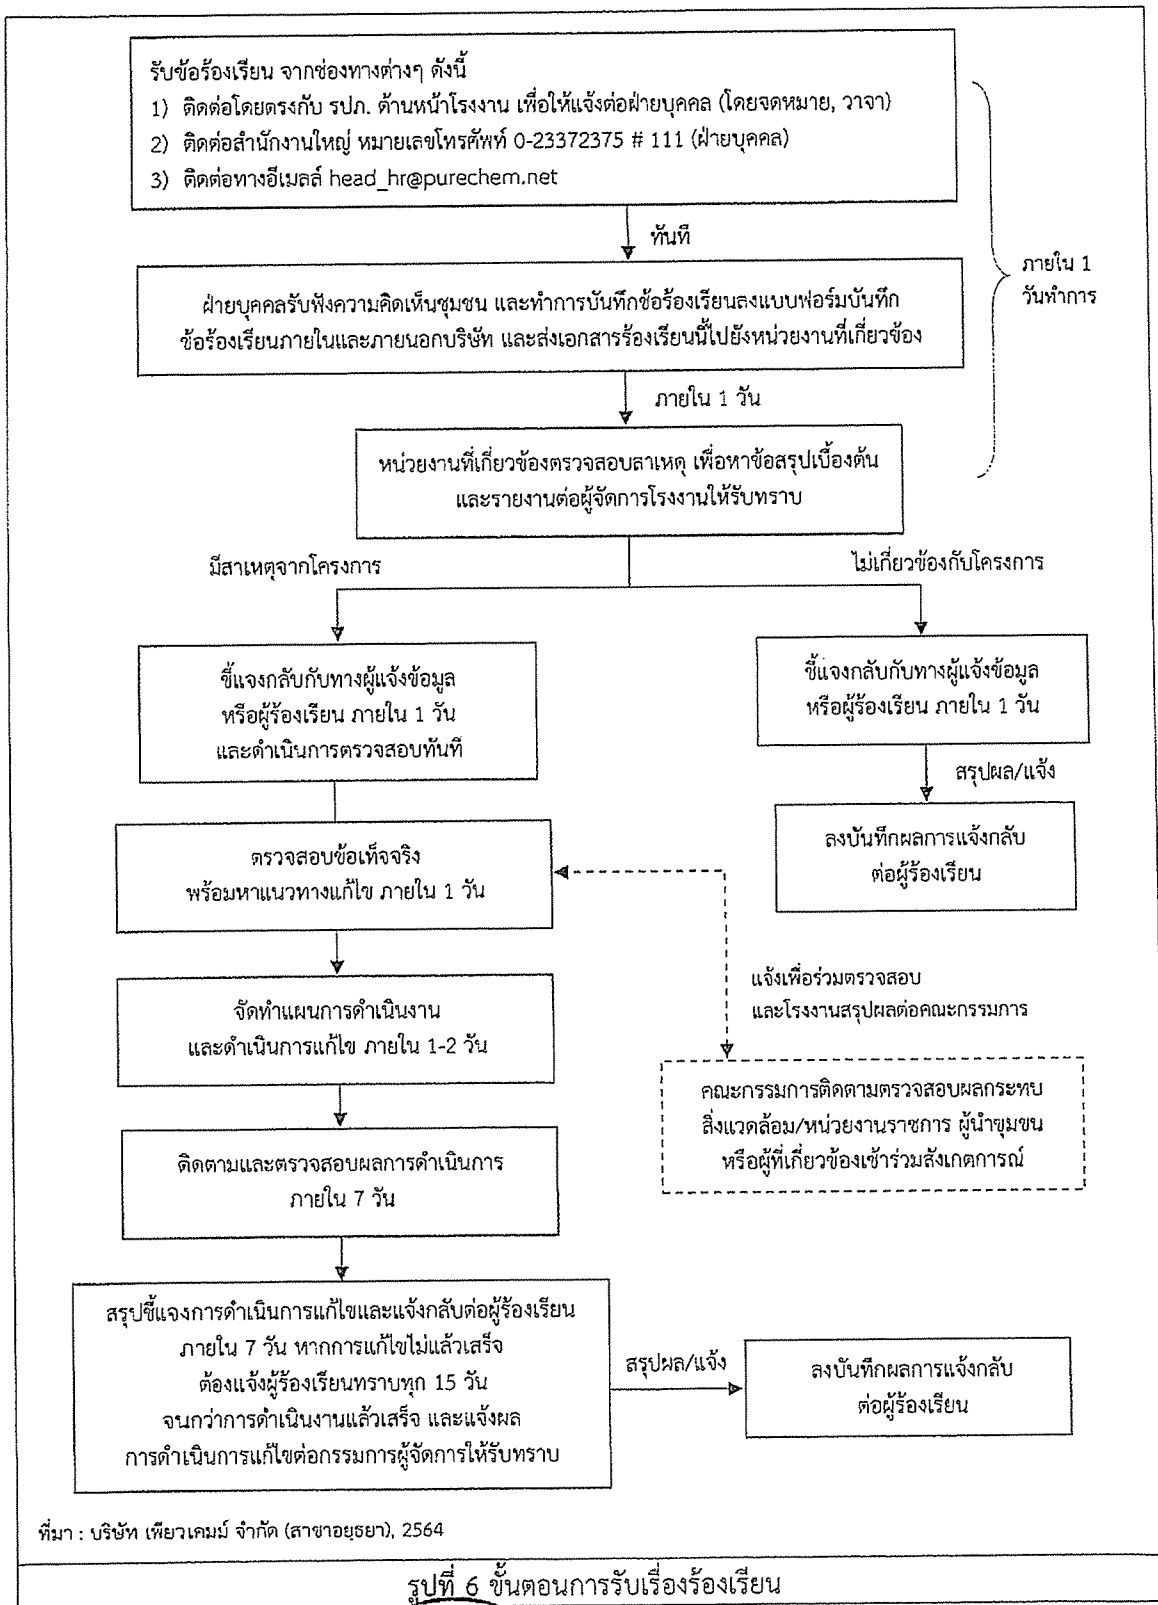 รับข้อร้องเรียน จากช่องทางต่างๆ ดังนี้
1) ติดต่อโดยตรงกับ รปภ. ด้านหน้าโรงงาน เพื่อให้แจ้งต่อฝ่ายบุคคล (โดยจดหมาย, วาจา)
2) ติดต่อสำนักงานใหญ่ หมายเลขโทรศัพท์ 0-23372375 # 111 (ฝ่ายบุคคล)
3) ติดต่อทางอีเมลล์ head_hr@purechem.net
ทันที
ภายใน 1
วันทำการ
ฝ่ายบุคคลรับฟังความคิดเห็นชุมชน และทำการบันทึกข้อร้องเรียนลงแบบฟอร์มบันทึก
ข้อร้องเรียนภายในและภายนอกบริษัท และส่งเอกสารร้องเรียนนี้ไปยังหน่วยงานที่เกี่ยวข้อง
ภายใน 1 วัน
หน่วยงานที่เกี่ยวข้องตรวจสอบสาเหตุ เพื่อหาข้อสรุปเบื้องต้น
และรายงานต่อผู้จัดการโรงงานให้รับทราบ
มีสาเหตุจากโครงการ
ไม่เกี่ยวข้องกับโครงการ
ชี้แจงกลับกับทางผู้แจ้งข้อมูล
หรือผู้ร้องเรียน ภายใน 1 วัน
และดำเนินการตรวจสอบทันที
ชี้แจงกลับกับทางผู้แจ้งข้อมูล
หรือผู้ร้องเรียน ภายใน 1 วัน
สรุปผล/แจ้ง
ลงบันทึกผลการแจ้งกลับ
ต่อผู้ร้องเรียน
ตรวจสอบข้อเท็จจริง
พร้อมหาแนวทางแก้ไข ภายใน 1 วัน
แจ้งเพื่อร่วมตรวจสอบ
และโรงงานสรุปผลต่อคณะกรรมการ
จัดทำแผนการดำเนินงาน
และดำเนินการแก้ไข ภายใน 1-2 วัน
คณะกรรมการติดตามตรวจสอบผลกระทบ
สิ่งแวดล้อม/หน่วยงานราชการ ผู้นำชุมชน
หรือผู้ที่เกี่ยวข้องเข้าร่วมสังเกตการณ์
ติดตามและตรวจสอบผลการดำเนินการ
ภายใน 7 วัน
สรุปชี้แจงการดำเนินการแก้ไขและแจ้งกลับต่อผู้ร้องเรียน
ภายใน 7 วัน หากการแก้ไขไม่แล้วเสร็จ
ต้องแจ้งผู้ร้องเรียนทราบทุก 15 วัน
จนกว่าการดำเนินงานแล้วเสร็จ และแจ้งผล
การดำเนินการแก้ไขต่อกรรมการผู้จัดการให้รับทราบ
สรุปผล/แจ้ง
ลงบันทึกผลการแจ้งกลับ
ต่อผู้ร้องเรียน
ที่มา : บริษัท เพียวเคมม์ จำกัด (สาขาอยุธยา), 2564
รูปที่ 6 ขั้นตอนการรับเรื่องร้องเรียน